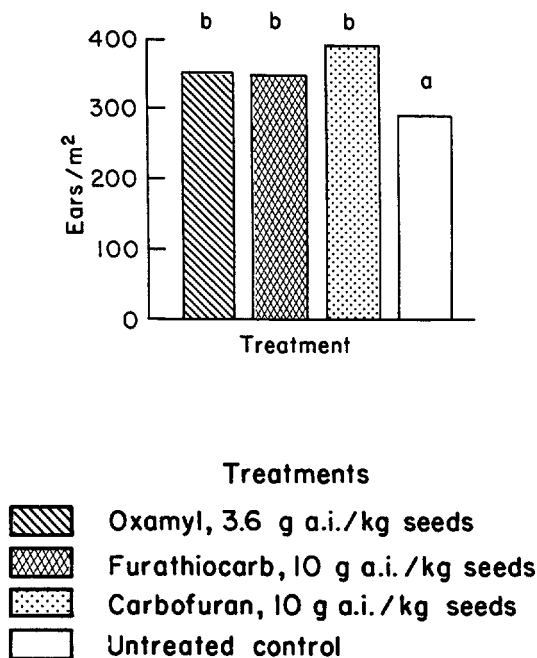 b b b a
400
300
200
100
0
Ears/m²
Treatment
Treatments
Oxamyl, 3.6 g a.i./kg seeds
Furathiocarb, 10 g a.i./kg seeds
Carbofuran, 10 g a.i./kg seeds
Untreated control